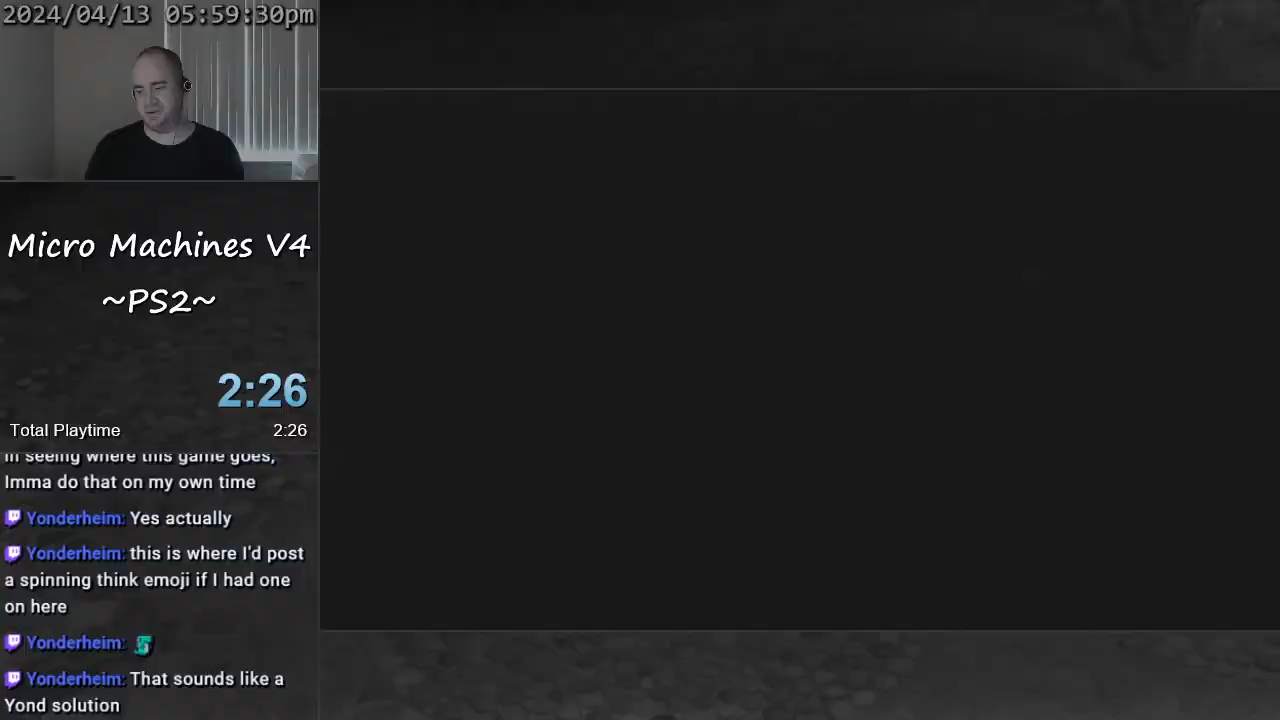 2024/04/13 05:59:30pm
Micro Machines V4
~PS2~
2:26
Total Playtime 2:26
in seeing where this game goes,
Imma do that on my own time
Yonderheim: Yes actually
Yonderheim: this is where I'd post
a spinning think emoji if I had one
on here
Yonderheim:
Yonderheim: That sounds like a
Yond solution